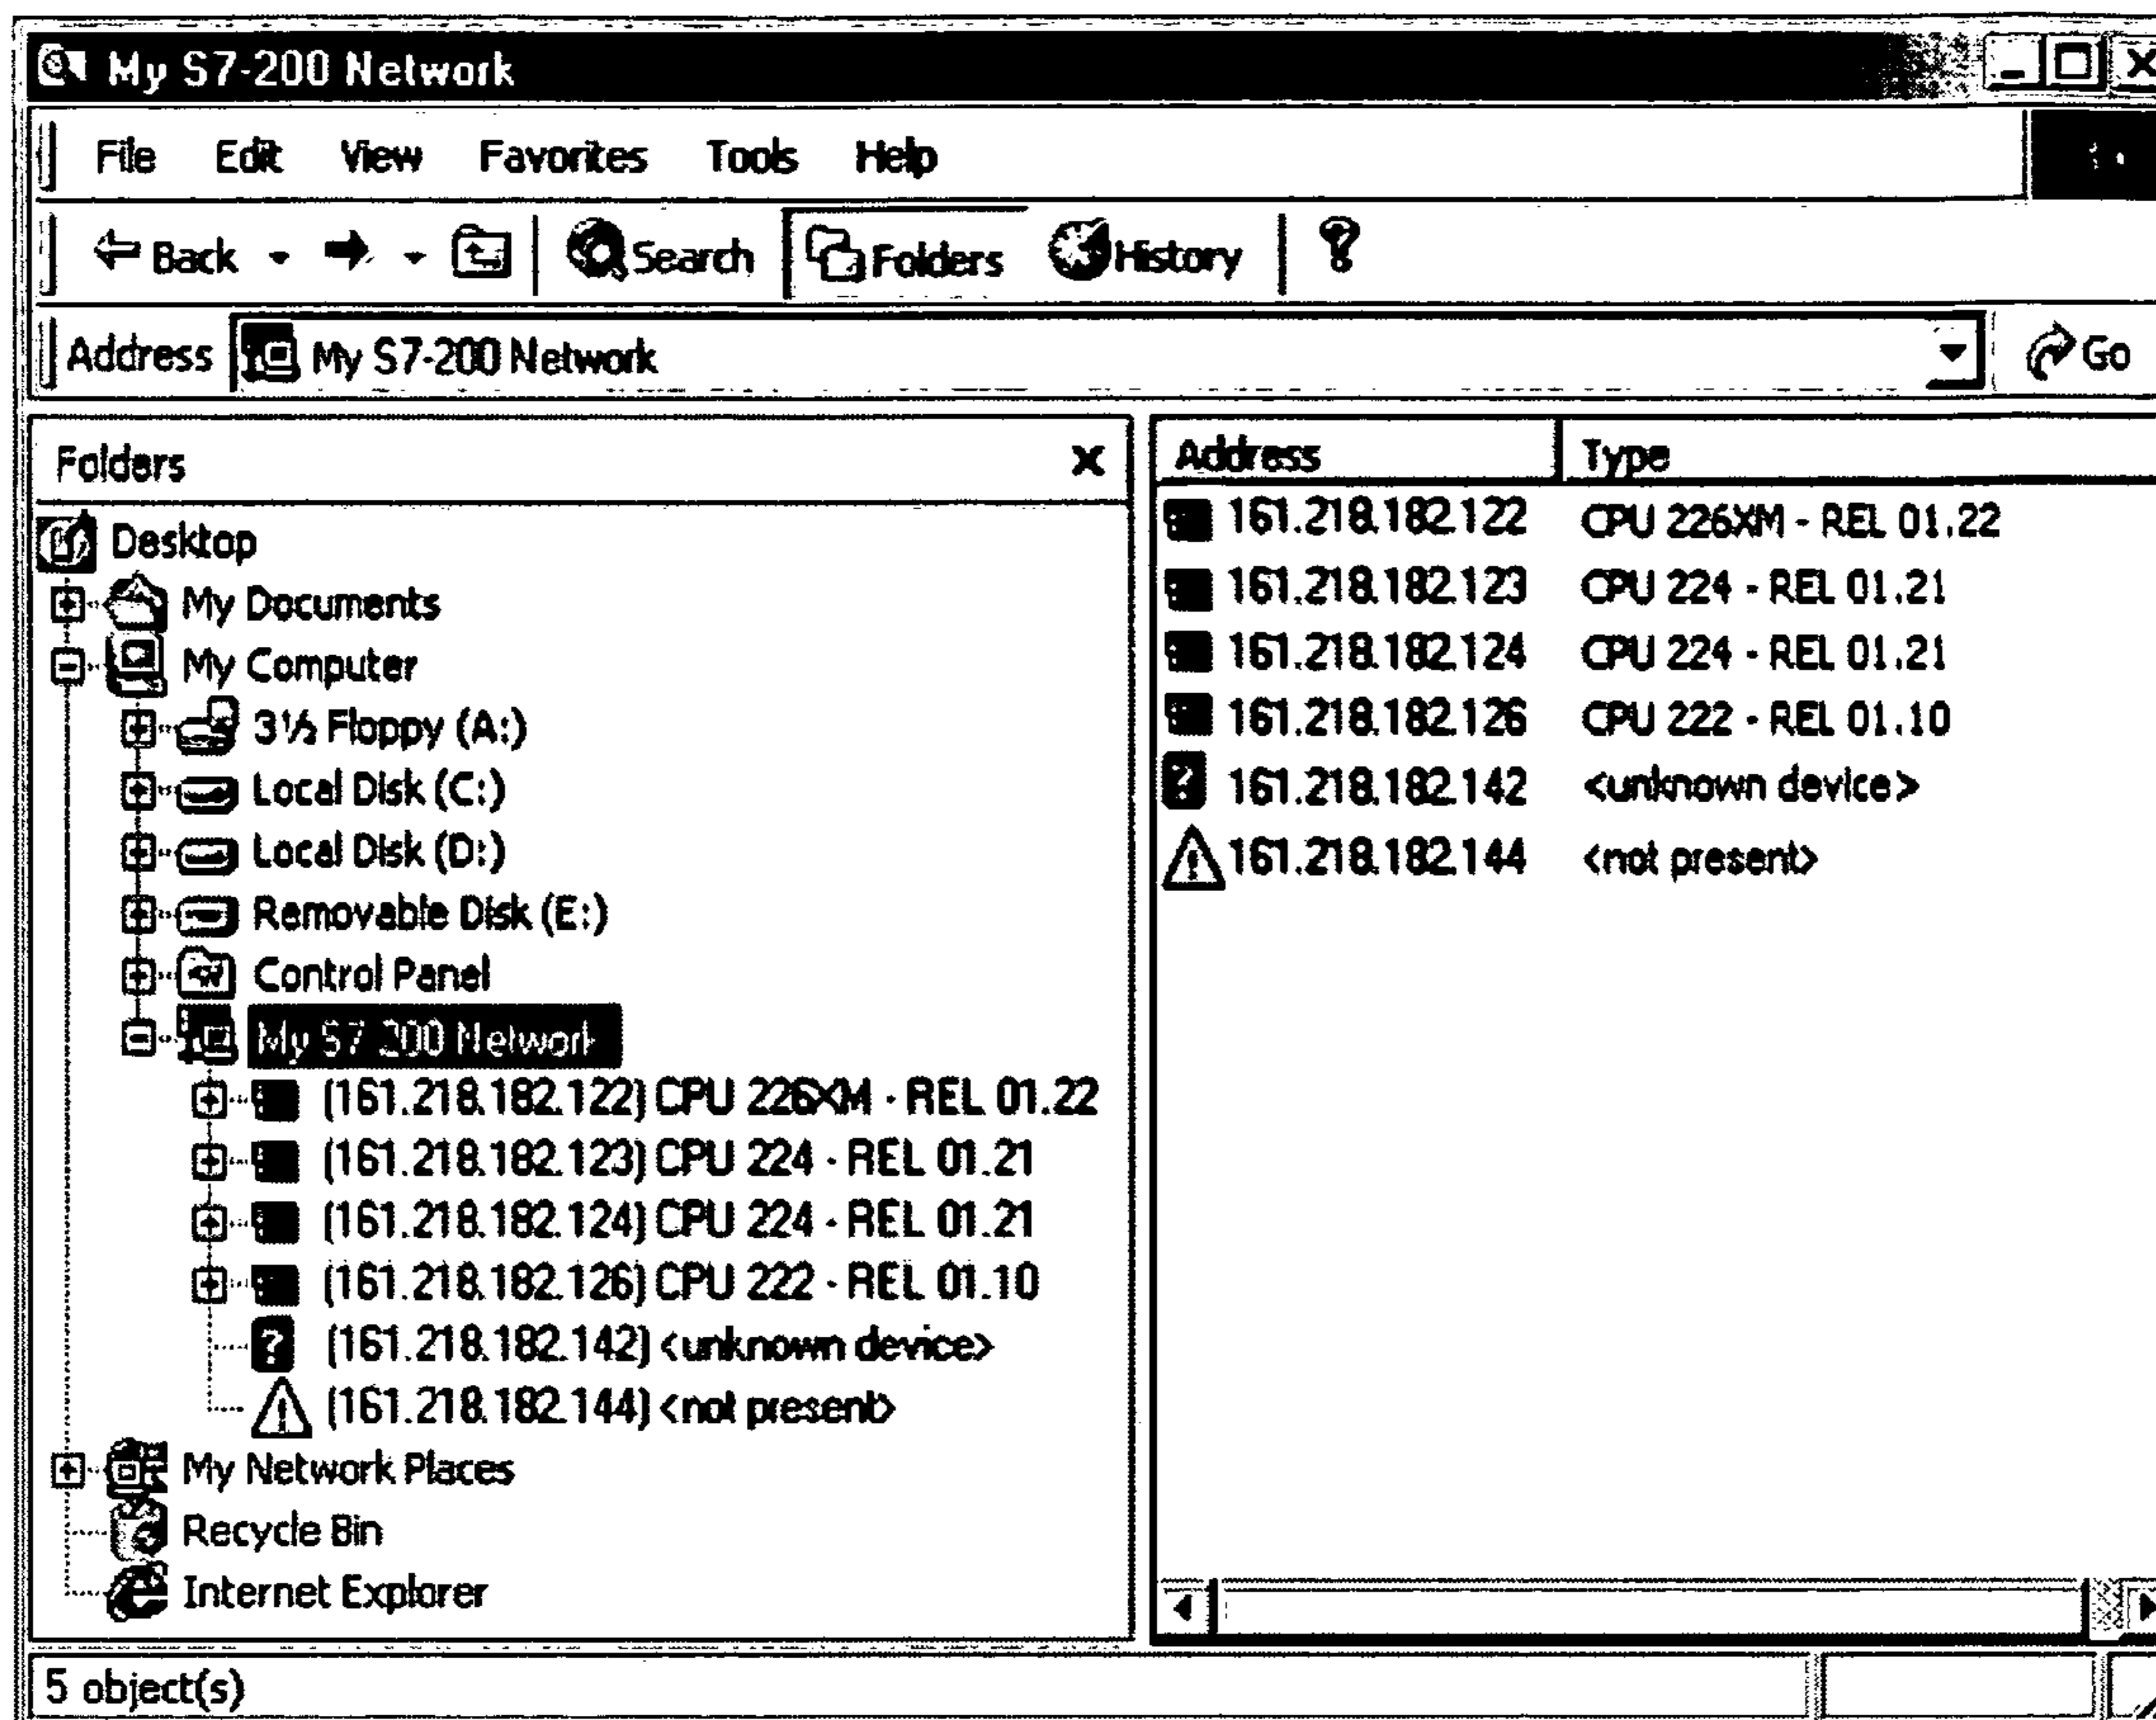 My S7-200 Network
File Edit View Favorites Tools Help
Back Search Folders History
Address My S7-200 Network Go
Folders
Desktop
My Documents
My Computer
3½ Floppy (A:)
Local Disk (C:)
Local Disk (D:)
Removable Disk (E:)
Control Panel
My S7-200 Network
(161.218.182.122) CPU 226XM - REL 01.22
(161.218.182.123) CPU 224 - REL 01.21
(161.218.182.124) CPU 224 - REL 01.21
(161.218.182.126) CPU 222 - REL 01.10
(161.218.182.142) <unknown device>
(161.218.182.144) <not present>
My Network Places
Recycle Bin
Internet Explorer
Address Type
161.218.182.122 CPU 226XM - REL 01.22
161.218.182.123 CPU 224 - REL 01.21
161.218.182.124 CPU 224 - REL 01.21
161.218.182.126 CPU 222 - REL 01.10
161.218.182.142 <unknown device>
161.218.182.144 <not present>
5 object(s)